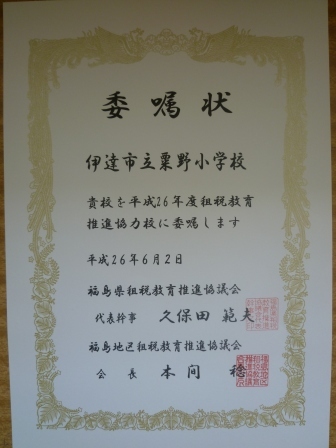 委嘱状
伊達市立粟野小学校
貴校を平成26年度租税教育
推進協力校に委嘱します
平成26年6月2日
福島県租税教育推進協議会
代表幹事 久保田 範夫
福島地区租税教育推進協議会
会長 本間 稔